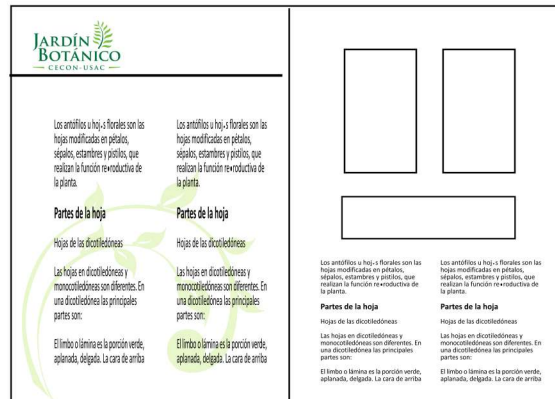 JARDÍN
BOTÁNICO
CECON-USAC
Los antófilos u hoj.s florales son las
hojas modificadas en pétalos,
sépalos, estambres y pistilos, que
realizan la función re•roductiva de
la planta.
Partes de la hoja
Hojas de las dicotiledóneas
Las hojas en dicotiledóneas y
monocotiledóneas son diferentes. En
una dicotiledónea las principales
partes son:
El limbo o lámina es la porción verde,
aplanada, delgada. La cara de arriba
Los antófilos u hoj.s florales son las
hojas modificadas en pétalos,
sépalos, estambres y pistilos, que
realizan la función re•roductiva de
la planta.
Partes de la hoja
Hojas de las dicotiledóneas
Las hojas en dicotiledóneas y
monocotiledóneas son diferentes. En
una dicotiledónea las principales
partes son:
El limbo o lámina es la porción verde,
aplanada, delgada. La cara de arriba
Los antófilos u hoj.s florales son las
hojas modificadas en pétalos,
sépalos, estambres y pistilos, que
realizan la función re•roductiva de
la planta.
Partes de la hoja
Hojas de las dicotiledóneas
Las hojas en dicotiledóneas y
monocotiledóneas son diferentes. En
una dicotiledónea las principales
partes son:
El limbo o lámina es la porción verde,
aplanada, delgada. La cara de arriba
Los antófilos u hoj.s florales son las
hojas modificadas en pétalos,
sépalos, estambres y pistilos, que
realizan la función re•roductiva de
la planta.
Partes de la hoja
Hojas de las dicotiledóneas
Las hojas en dicotiledóneas y
monocotiledóneas son diferentes. En
una dicotiledónea las principales
partes son:
El limbo o lámina es la porción verde,
aplanada, delgada. La cara de arriba